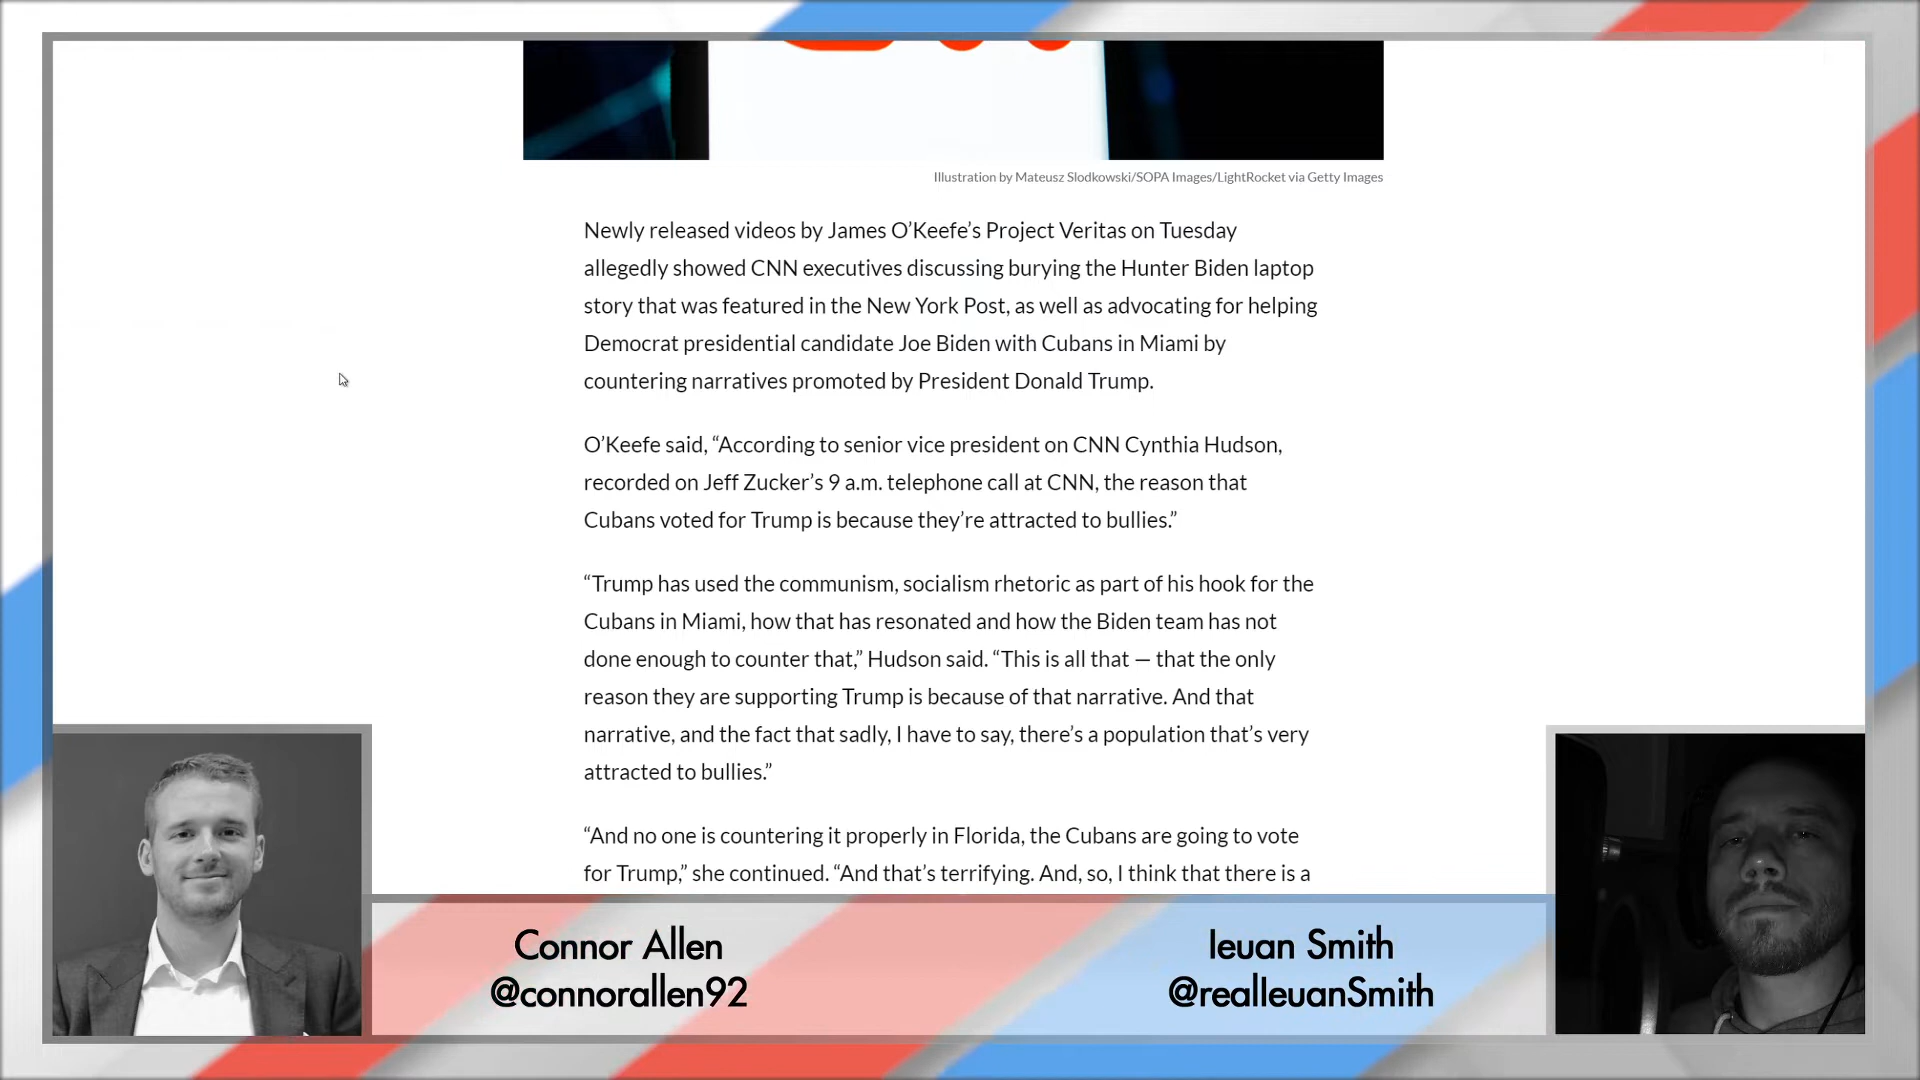 Illustration by Mateusz Slodkowski/SOPA Images/LightRocket via Getty Images
Newly released videos by James O’Keefe’s Project Veritas on Tuesday
allegedly showed CNN executives discussing burying the Hunter Biden laptop
story that was featured in the New York Post, as well as advocating for helping
Democrat presidential candidate Joe Biden with Cubans in Miami by
countering narratives promoted by President Donald Trump.
O’Keefe said, “According to senior vice president on CNN Cynthia Hudson,
recorded on Jeff Zucker’s 9 a.m. telephone call at CNN, the reason that
Cubans voted for Trump is because they’re attracted to bullies.”
“Trump has used the communism, socialism rhetoric as part of his hook for the
Cubans in Miami, how that has resonated and how the Biden team has not
done enough to counter that,” Hudson said. “This is all that — that the only
reason they are supporting Trump is because of that narrative. And that
narrative, and the fact that sadly, I have to say, there’s a population that’s very
attracted to bullies.”
“And no one is countering it properly in Florida, the Cubans are going to vote
for Trump,” she continued. “And that’s terrifying. And, so, I think that there is a
Connor Allen
@connorallen92
Ieuan Smith
@realIeuanSmith